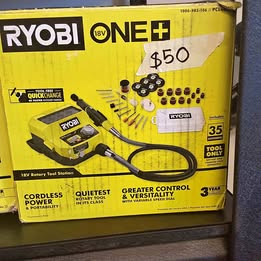 RYOBI 18V ONE+
$50
TOOL-FREE
QUICKCHANGE
INCLUDES
35
TOOL
ONLY
RYOBI
18V Rotary Tool Station
CORDLESS
POWER
& PORTABILITY
QUIETEST
ROTARY TOOL
IN ITS CLASS
GREATER CONTROL
& VERSATILITY
WITH VARIABLE SPEED DIAL
3 YEAR